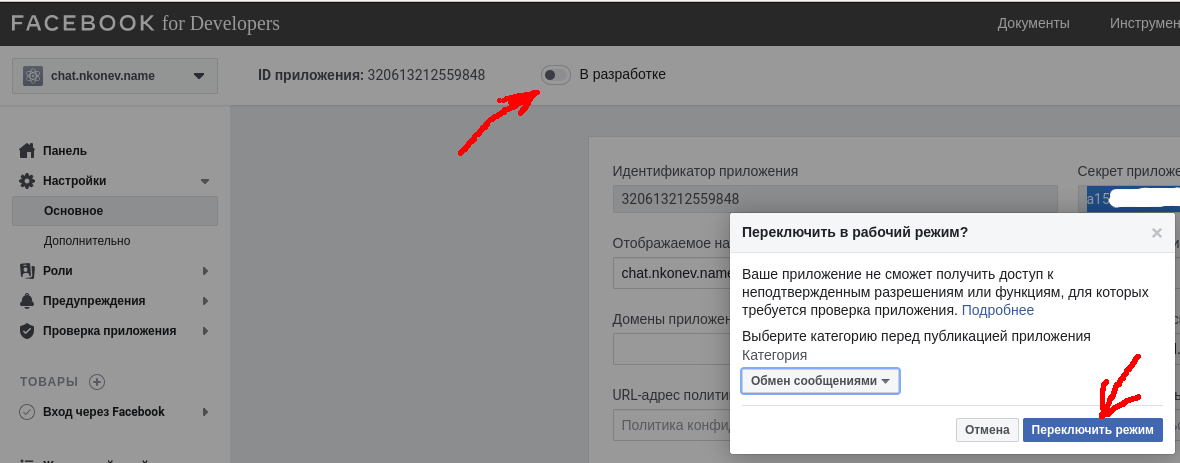 FACEBOOK for Developers
Документы
Инструмен
chat.nkonev.name
ID приложения: 320613212559848
В разработке
Панель
Настройки
Основное
Дополнительно
Роли
Предупреждения
Проверка приложения
ТОВАРЫ
Вход через Facebook
Идентификатор приложения
320613212559848
Секрет приложе
a15
Отображаемое на
chat.nkonev.name
Домены приложен
URL-адрес полити
Политика конфид
Переключить в рабочий режим?
Ваше приложение не сможет получить доступ к
неподтвержденным разрешениям или функциям, для которых
требуется проверка приложения. Подробнее
Выберите категорию перед публикацией приложения
Категория
Обмен сообщениями
Отмена
Переключить режим